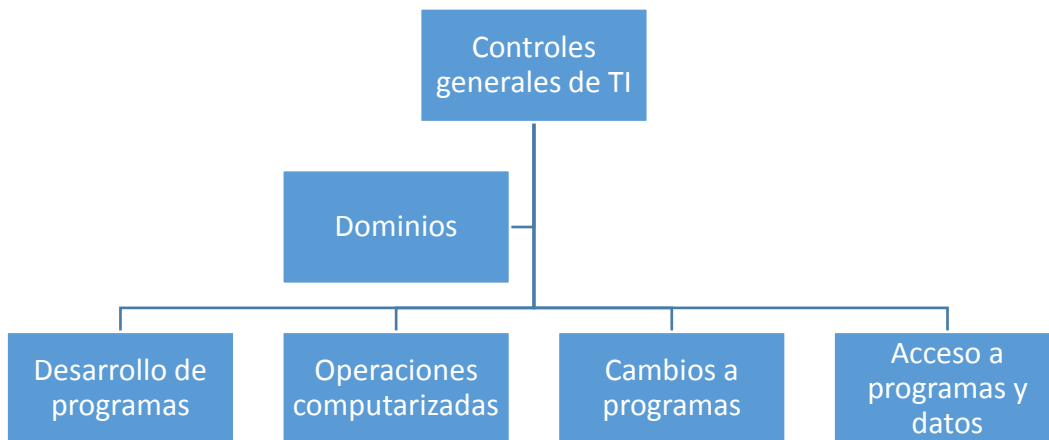 Controles
generales de TI
Dominios
Desarrollo de
programas
Operaciones
computarizadas
Cambios a
programas
Acceso a
programas y
datos